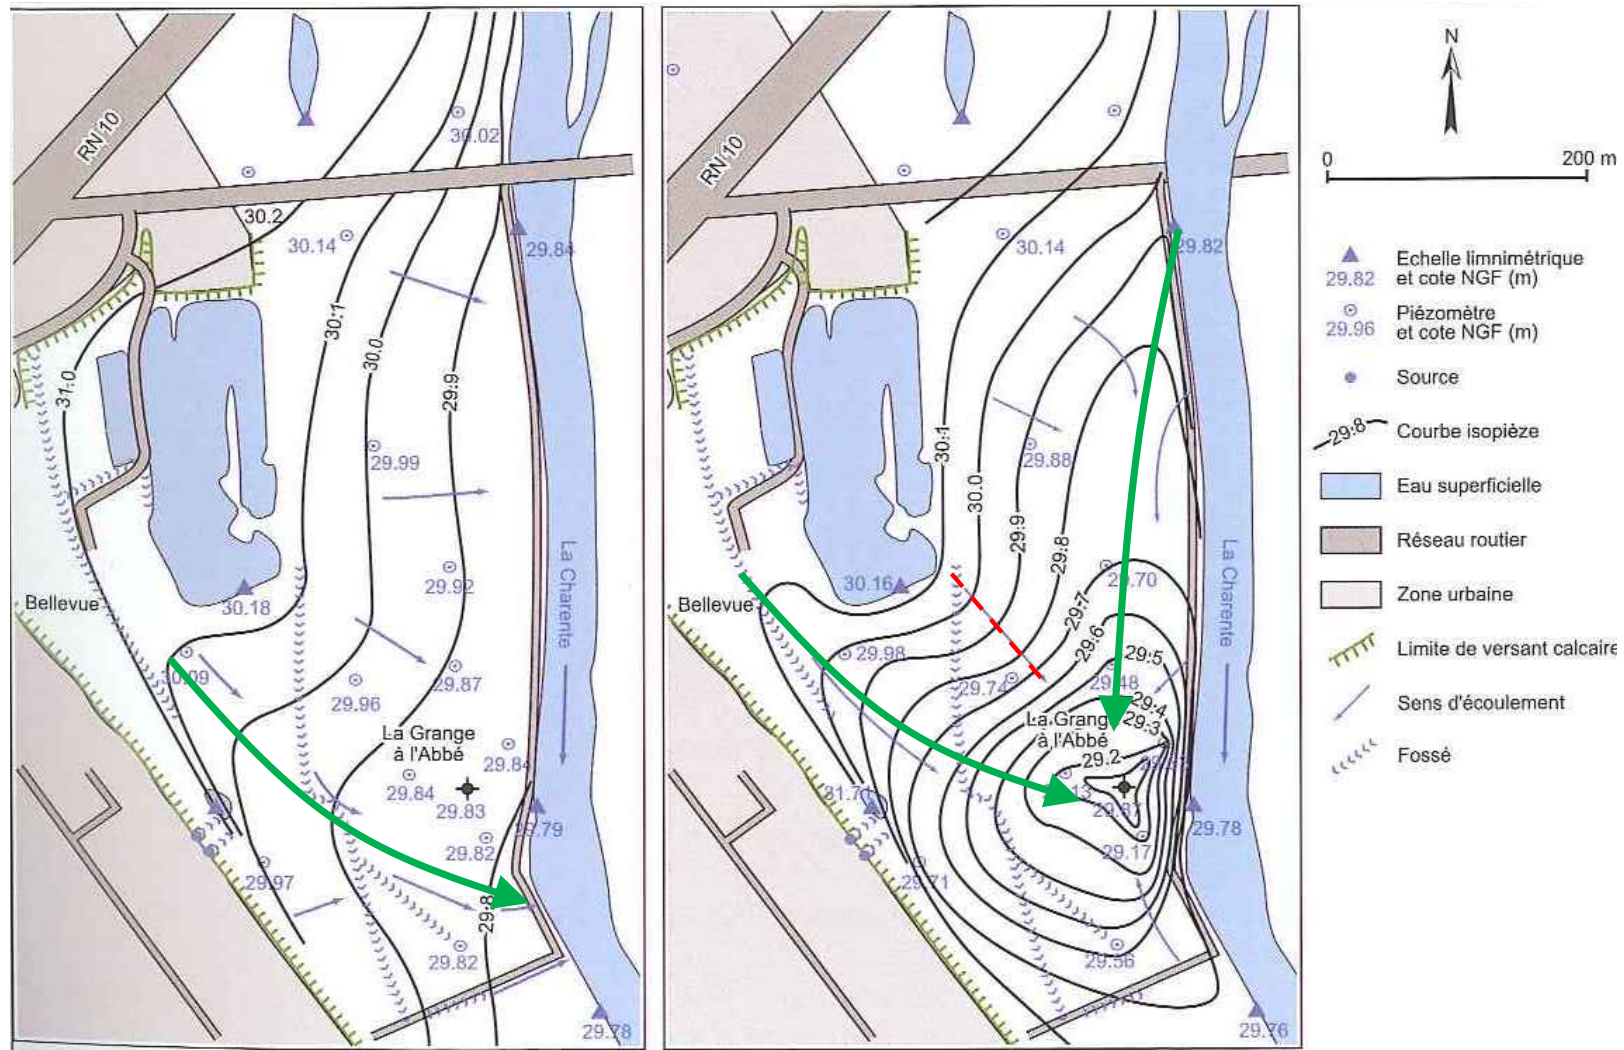 RN 10
30.02
30.2
30.14
29.84
30.1
30.0
29.9
31.0
29.99
29.92
La Charente
Bellevue
30.18
30.09
29.96
29.87
La Grange
à l'Abbé
29.84
29.84
29.83
29.79
29.82
29.97
29.8
29.82
29.78
RN 10
29.82
30.14
29.88
30.1
30.0
29.9
29.8
29.70
29.7
29.6
La Charente
Bellevue
30.16
29.98
29.5
29.48
29.74
29.4
29.3
La Grang
à l'Abbé
29.2
31.71
29.78
29.17
29.71
29.56
29.76
N
0 200 m
29.82
Echelle limnimétrique
et cote NGF (m)
29.96
Piézomètre
et cote NGF (m)
Source
29.8
Courbe isopièze
Eau superficielle
Réseau routier
Zone urbaine
Limite de versant calcaire
Sens d'écoulement
Fossé